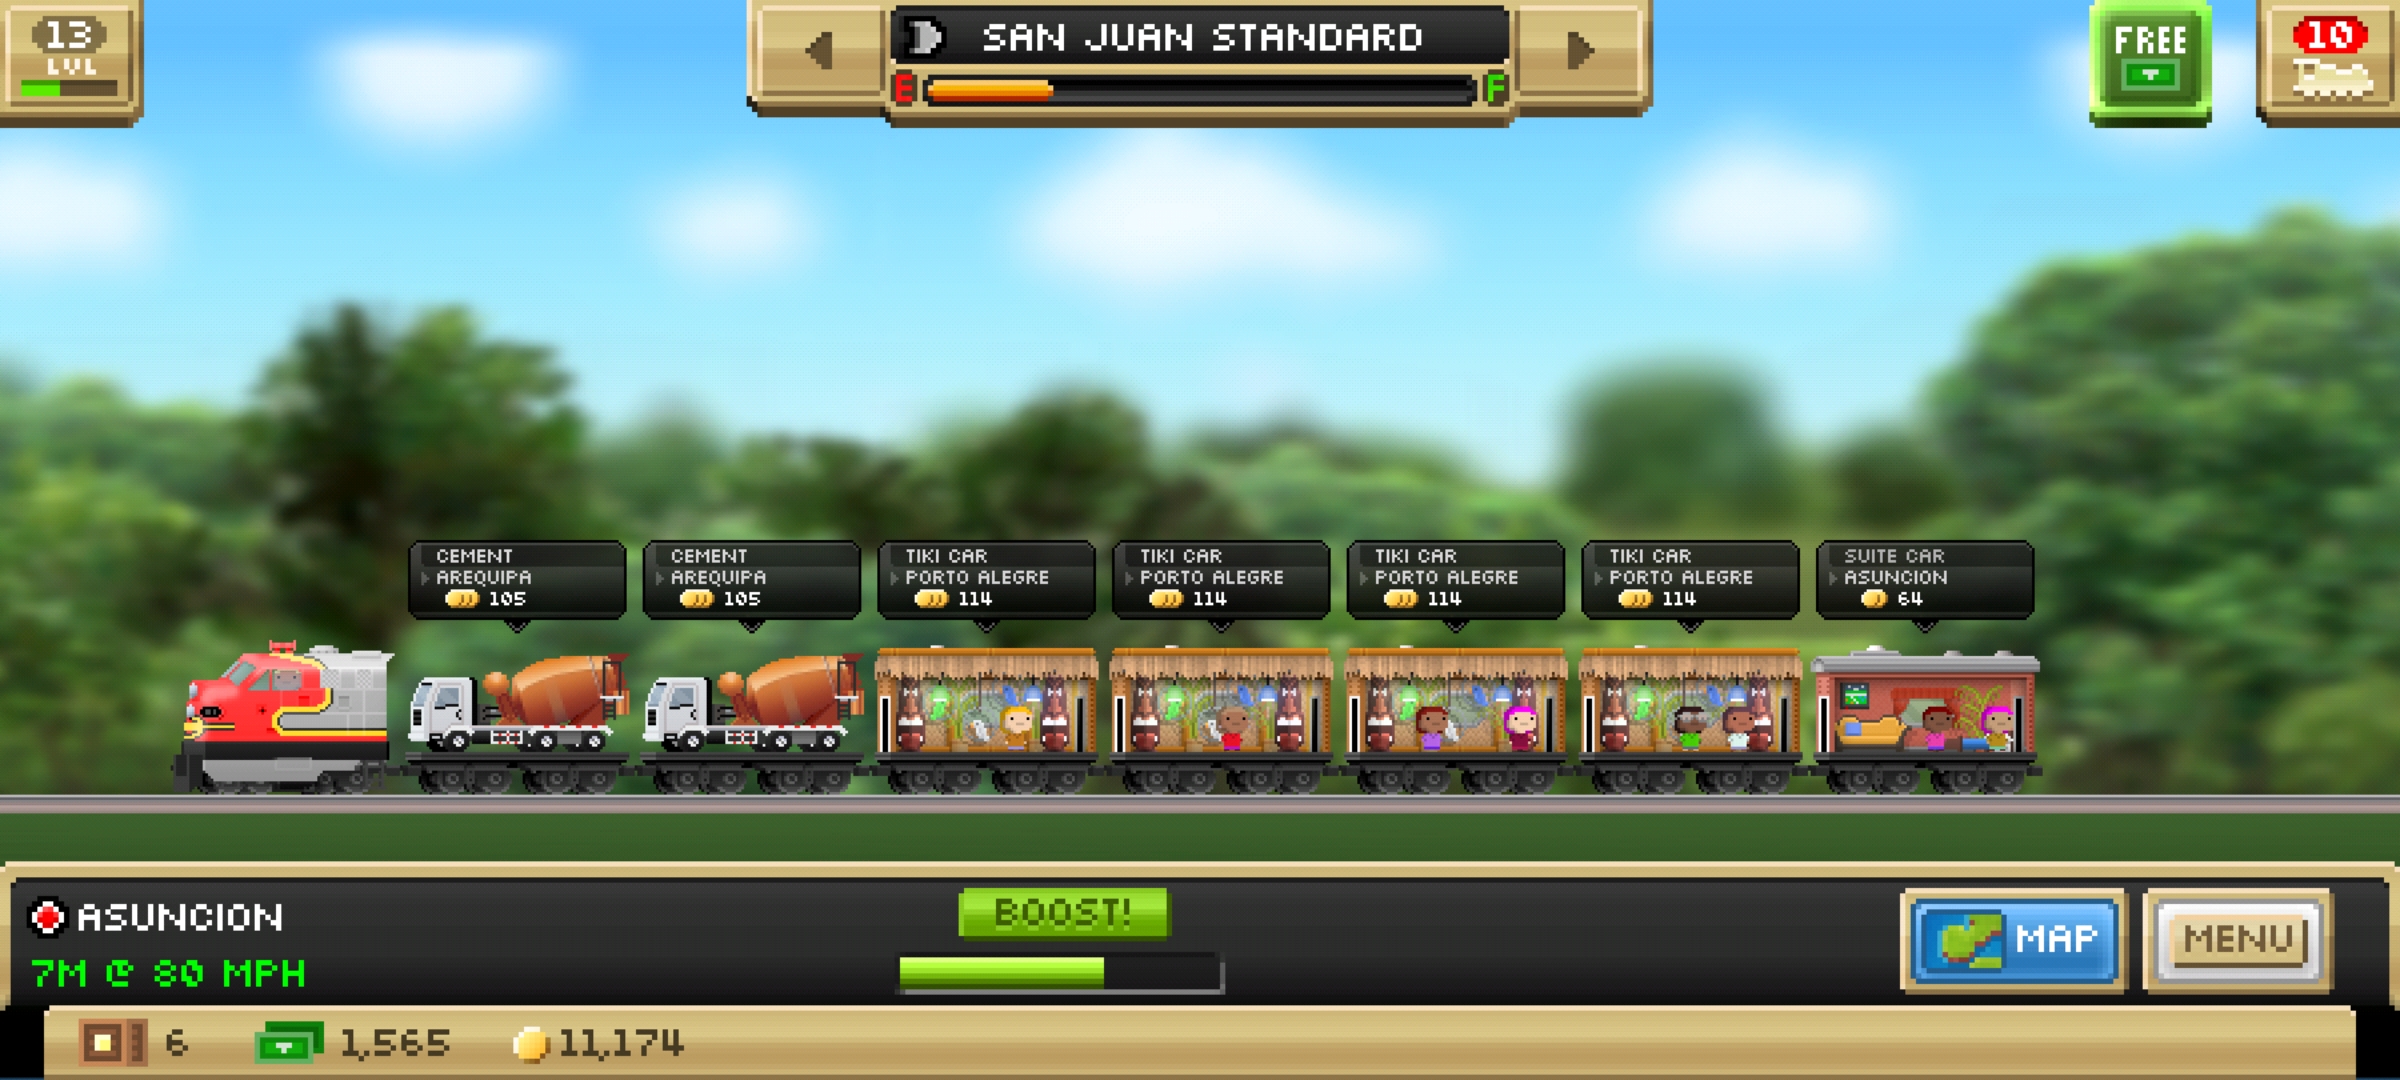 13
LVL
SAN JUAN STANDARD
E F
FREE
10
CEMENT
AREQUIPA
105
CEMENT
AREQUIPA
105
TIKI CAR
PORTO ALEGRE
114
TIKI CAR
PORTO ALEGRE
114
TIKI CAR
PORTO ALEGRE
114
TIKI CAR
PORTO ALEGRE
114
SUITE CAR
ASUNCION
64
ASUNCION
7M @ 80 MPH
BOOST!
MAP
MENU
6
1,565
11,174